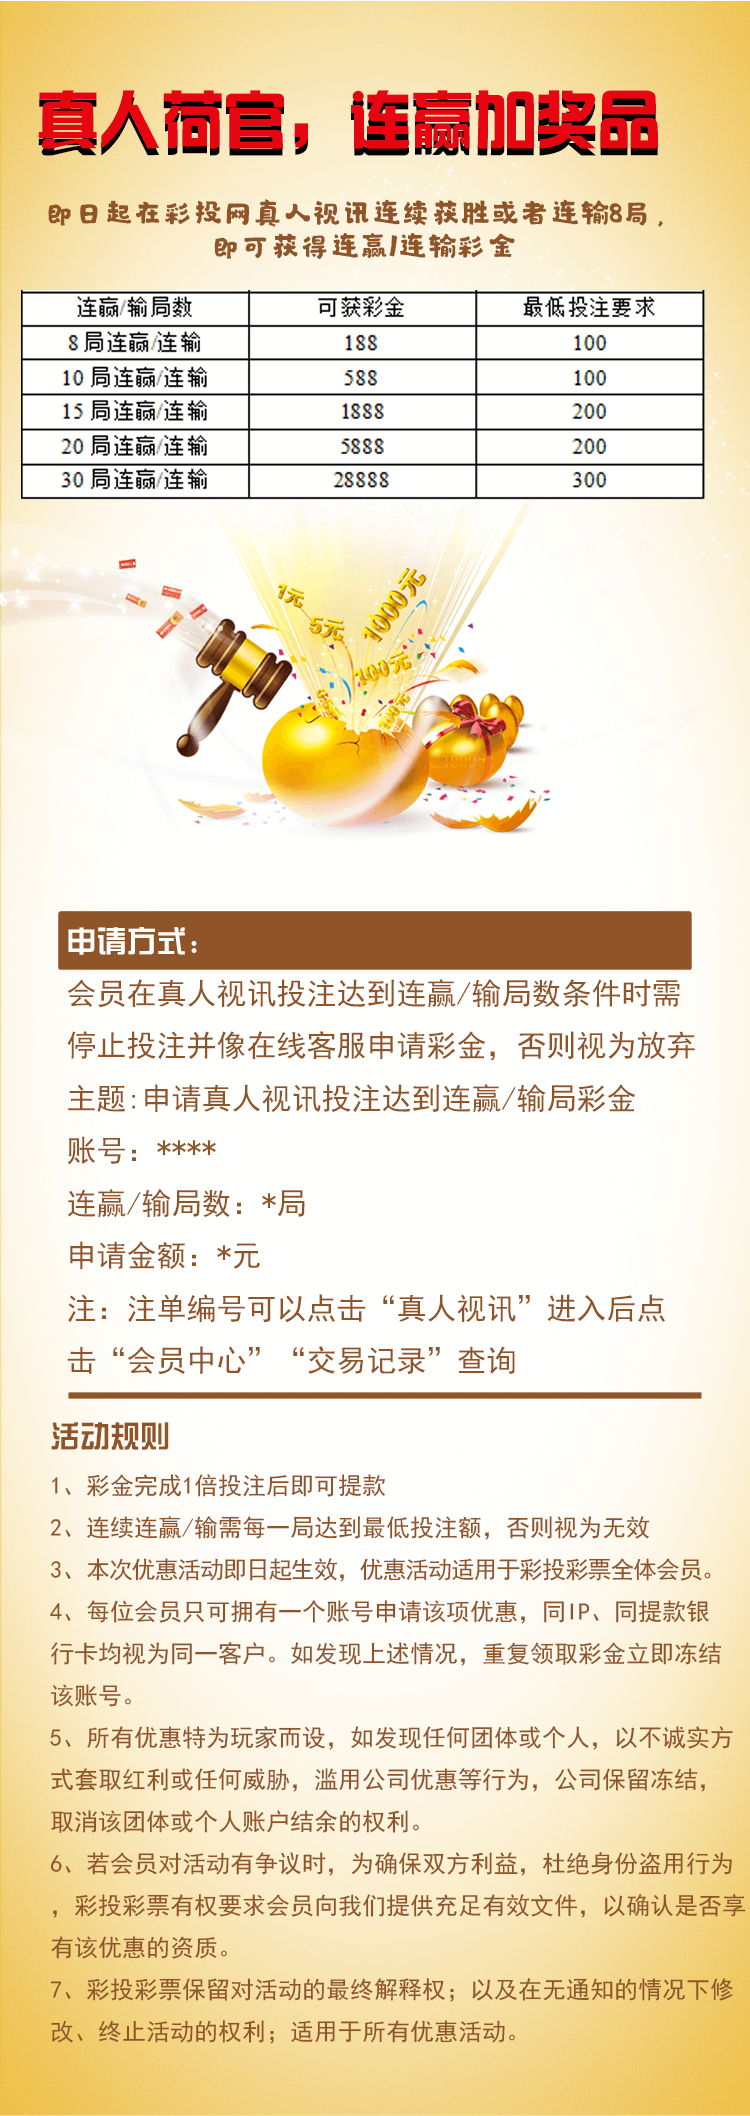 真人荷官，连赢加奖品
即日起在彩投网真人视讯连续获胜或者连输8局，
即可获得连赢/连输彩金
连赢/输局数 可获彩金 最低投注要求
8局连赢/连输 188 100
10局连赢/连输 588 100
15局连赢/连输 1888 200
20局连赢/连输 5888 200
30局连赢/连输 28888 300
1元
5元
1000元
100元
申请方式：
会员在真人视讯投注达到连赢/输局数条件时需
停止投注并像在线客服申请彩金，否则视为放弃
主题:申请真人视讯投注达到连赢/输局彩金
账号：****
连赢/输局数：*局
申请金额：*元
注：注单编号可以点击“真人视讯”进入后点
击“会员中心”“交易记录”查询
活动规则
1、彩金完成1倍投注后即可提款
2、连续连赢/输需每一局达到最低投注额，否则视为无效
3、本次优惠活动即日起生效，优惠活动适用于彩投彩票全体会员。
4、每位会员只可拥有一个账号申请该项优惠，同IP、同提款银
行卡均视为同一客户。如发现上述情况，重复领取彩金立即冻结
该账号。
5、所有优惠特为玩家而设，如发现任何团体或个人，以不诚实方
式套取红利或任何威胁，滥用公司优惠等行为，公司保留冻结，
取消该团体或个人账户结余的权利。
6、若会员对活动有争议时，为确保双方利益，杜绝身份盗用行为
，彩投彩票有权要求会员向我们提供充足有效文件，以确认是否享
有该优惠的资质。
7、彩投彩票保留对活动的最终解释权；以及在无通知的情况下修
改、终止活动的权利；适用于所有优惠活动。